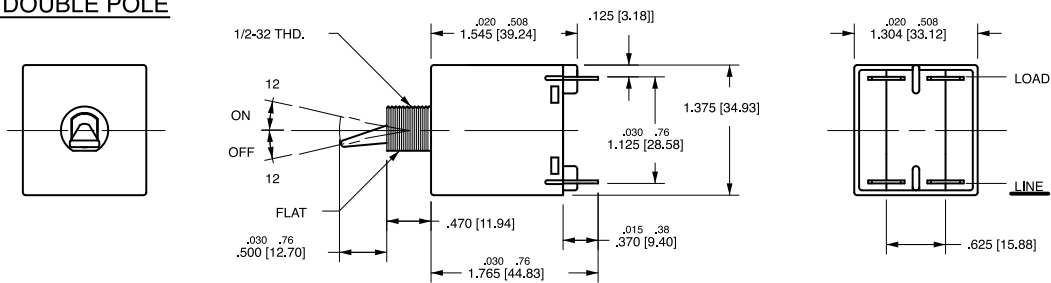 DOUBLE POLE
.020 .508
1.545 [39.24]
.125 [3.18]]
.020 .508
1.304 [33.12]
1/2-32 THD.
12
ON
OFF
12
FLAT
.470 [11.94]
.030 .76
.500 [12.70]
.030 .76
1.765 [44.83]
.015 .38
.370 [9.40]
.030 .76
1.125 [28.58]
1.375 [34.93]
LOAD
LINE
.625 [15.88]